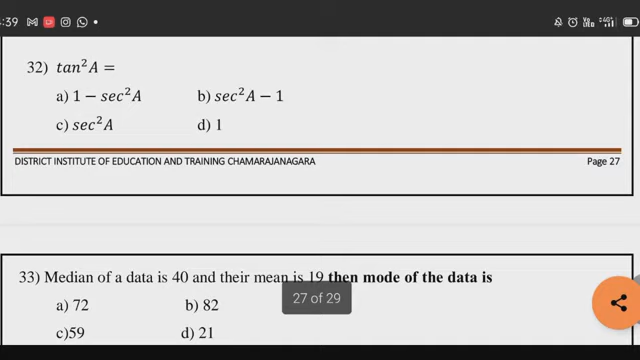 :39
32) tan²A =
a) 1 − sec²A b) sec²A − 1
c) sec²A d) 1
DISTRICT INSTITUTE OF EDUCATION AND TRAINING CHAMARAJANAGARA Page 27
33) Median of a data is 40 and their mean is 19 then mode of the data is
27 of 29
a) 72 b) 82
c)59 d) 21